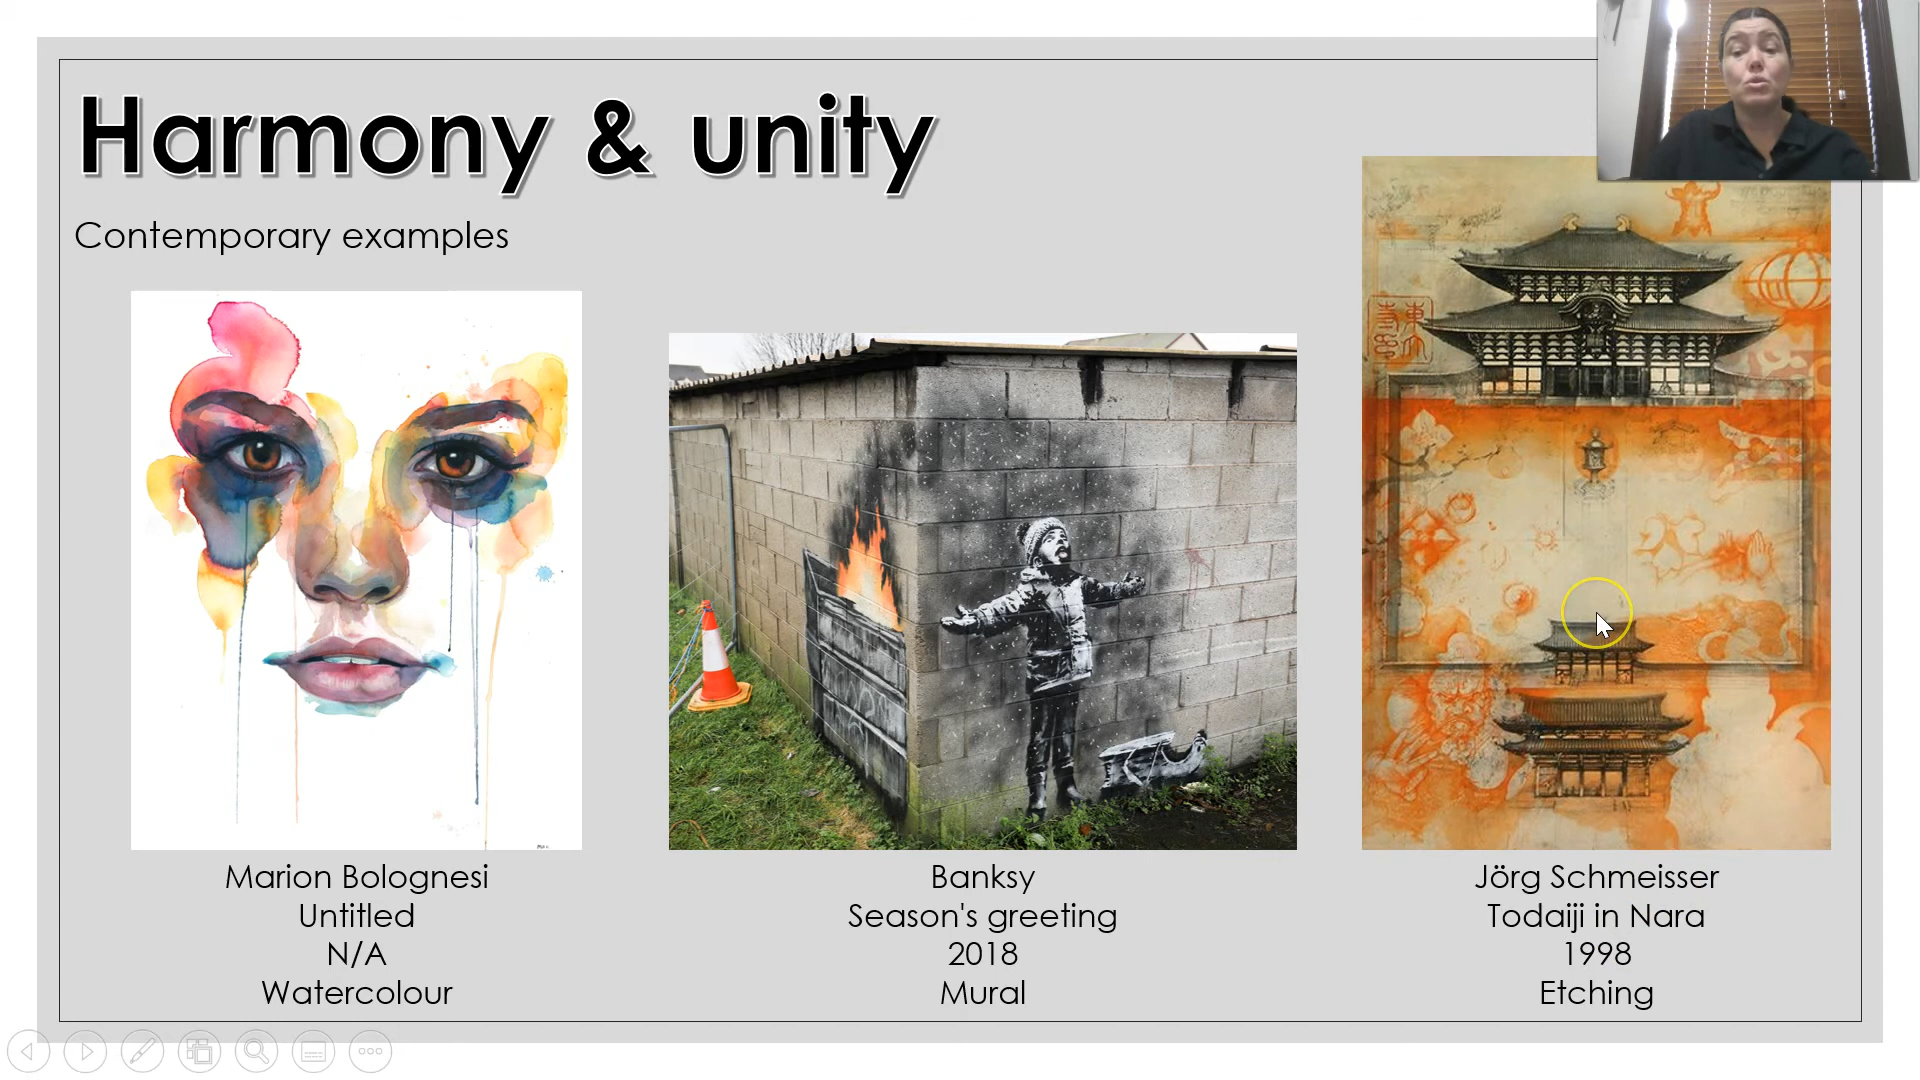 Harmony & unity
Contemporary examples
Marion Bolognesi
Untitled
N/A
Watercolour
Banksy
Season's greeting
2018
Mural
Jörg Schmeisser
Todaiji in Nara
1998
Etching